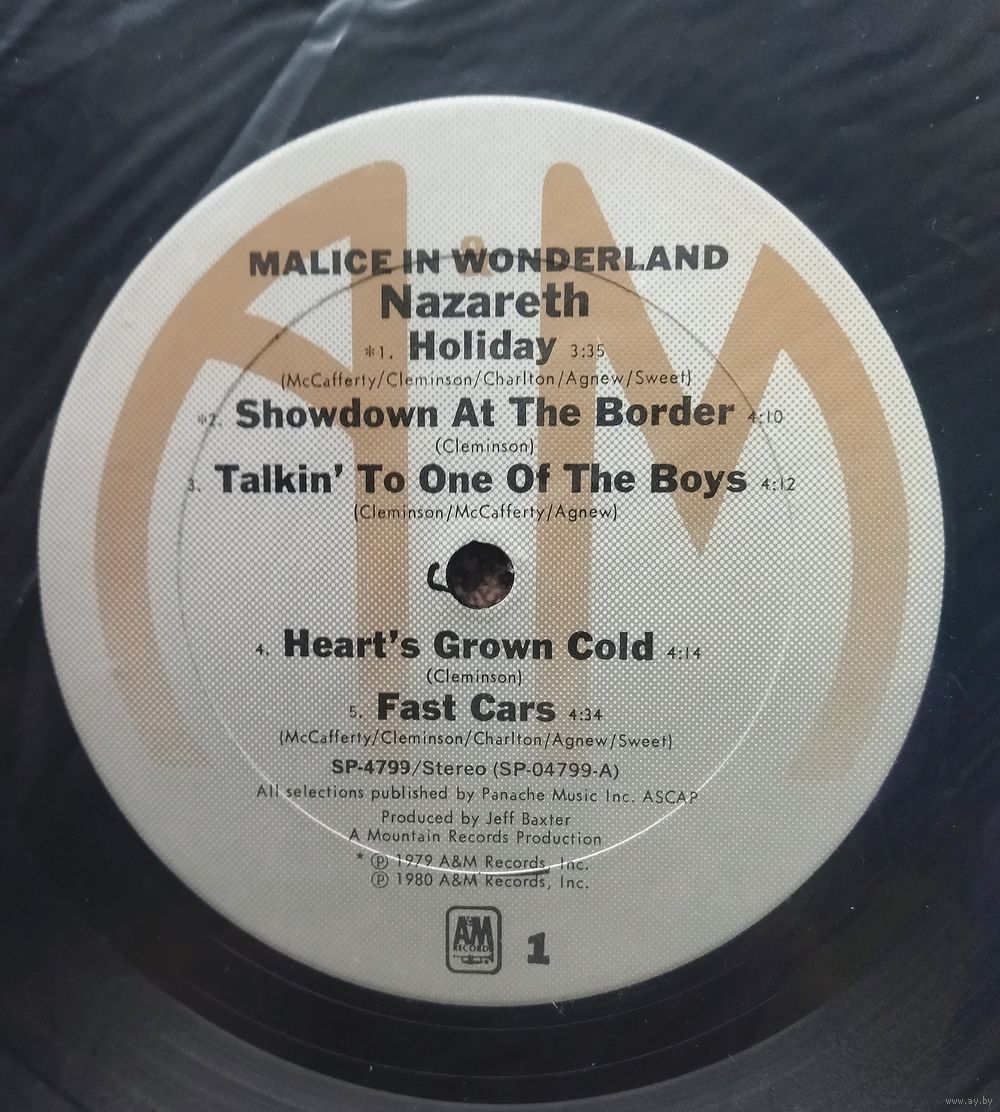 MALICE IN WONDERLAND
Nazareth
*1. Holiday 3:35
(McCafferty/Cleminson/Charlton/Agnew/Sweet)
*2. Showdown At The Border 4:10
(Cleminson)
3. Talkin' To One Of The Boys 4:12
(Cleminson/McCafferty/Agnew)
4. Heart's Grown Cold 4:14
(Cleminson)
5. Fast Cars 4:34
(McCafferty/Cleminson/Charlton/Agnew/Sweet)
SP-4799/Stereo (SP-04799-A)
All selections published by Panache Music Inc. ASCAP
Produced by Jeff Baxter
A Mountain Records Production
* ℗ 1979 A&M Records, Inc.
℗ 1980 A&M Records, Inc.
A&M RECORDS 1
www.ay.by